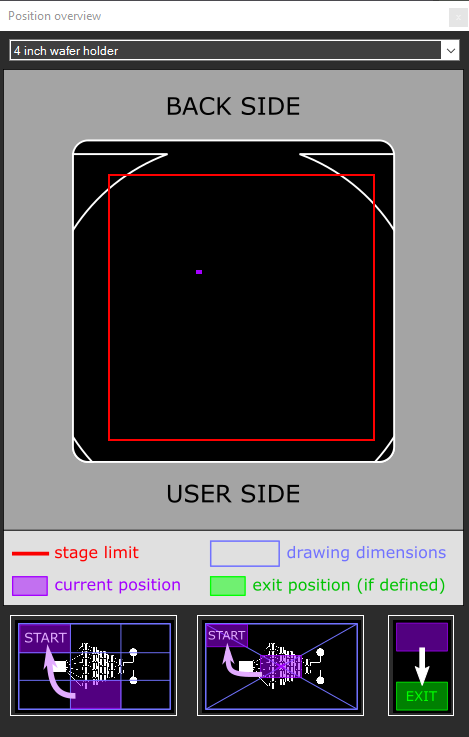 Position overview
x
4 inch wafer holder
BACK SIDE
USER SIDE
stage limit
drawing dimensions
current position
exit position (if defined)
START
START
EXIT